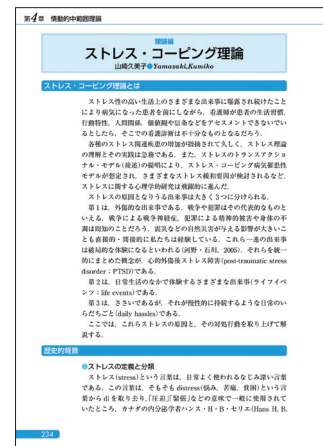 第4章 情動的中範囲理論
理論編
ストレス・コーピング理論
山﨑久美子●Yamazaki,Kumiko
ストレス・コーピング理論とは
ストレス性の高い生活上のさまざまな出来事に曝露され続けたこと
により病気になった患者を前にしながら，看護師が患者の生活習慣，
行動特性，人間関係，価値観や信条などをアセスメントできないでい
るとしたら，そこでの看護診断は不十分なものとなるだろう．
各種のストレス関連疾患の増加が指摘されて久しく，ストレス理論
の理解とその実践は急務である．また，ストレスのトランスアクショ
ナル・モデル（後述）の提唱により，ストレス・コーピング病気罹患性
モデルが想定され，さまざまなストレス緩和要因が検討されるなど，
ストレスに関する心理学的研究は飛躍的に進んだ．
ストレスの原因となりうる出来事は大きく3つに分けられる．
第1は，外傷的な出来事である．戦争や犯罪はその代表的なものと
いえる．戦争による戦争神経症，犯罪による精神的被害や身体の不
調は周知のことだろう．震災などの自然災害が与える影響が大きいこ
とも直接的・間接的に私たちは経験している．これら一連の出来事
は破局的な体験になるといわれる（河野・石川，2005）．それらを統一
的にまとめた概念が，心的外傷後ストレス障害（post-traumatic stress
disorder；PTSD）である．
第2は，日常生活のなかで体験するさまざまな出来事（ライフイベ
ンツ：life events）である．
第3は，ささいであるが，それが慢性的に持続するような日常のい
らだちごと（daily hassles）である．
ここでは，これらストレスの原因と，その対処行動を取り上げて解
説する．
歴史的背景
●ストレスの定義と分類
ストレス（stress）という言葉は，日常よく使われるなじみ深い言葉
である．この言葉は，そもそもdistress（悩み，苦痛，貧困）という言
葉からdiを取り去り，「圧迫」「緊張」などの意味で一般に使用されて
いたところ，カナダの内分泌学者ハンス・H・B・セリエ（Hans H. B.
234